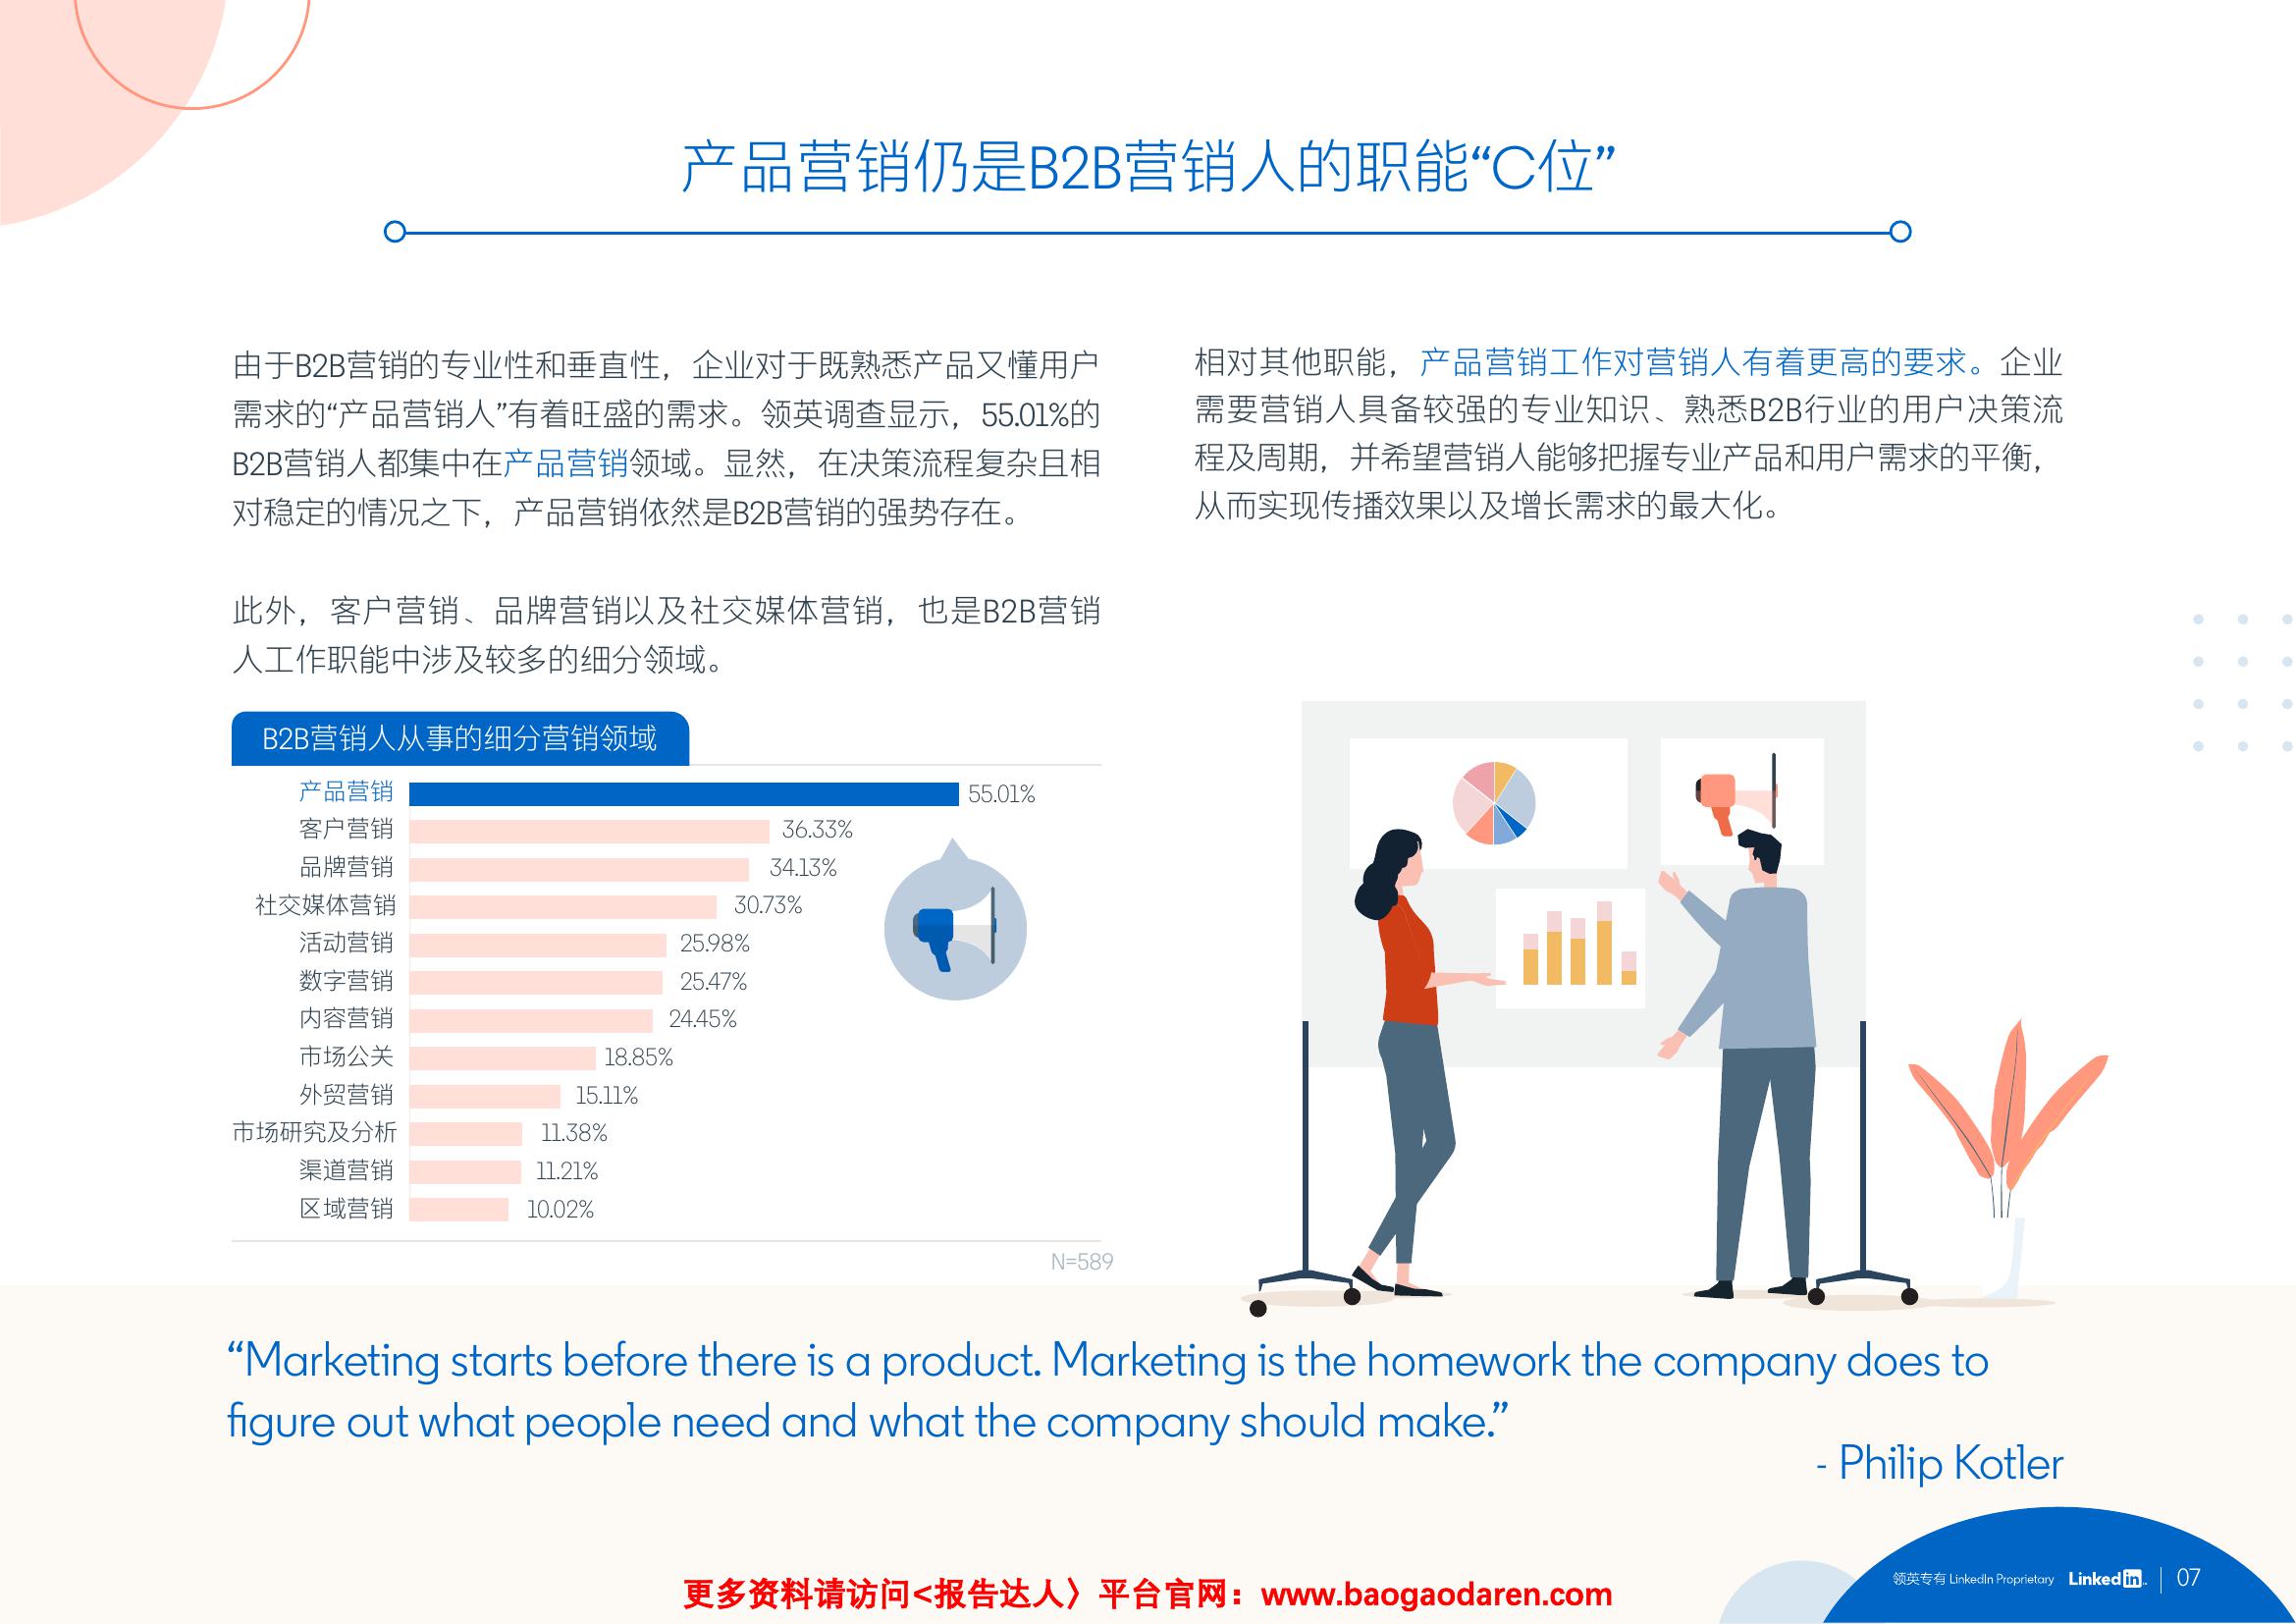 产品营销仍是B2B营销人的职能“C位”
由于B2B营销的专业性和垂直性，企业对于既熟悉产品又懂用户
需求的“产品营销人”有着旺盛的需求。领英调查显示，55.01%的
B2B营销人都集中在产品营销领域。显然，在决策流程复杂且相
对稳定的情况之下，产品营销依然是B2B营销的强势存在。
此外，客户营销、品牌营销以及社交媒体营销，也是B2B营销
人工作职能中涉及较多的细分领域。
相对其他职能，产品营销工作对营销人有着更高的要求。企业
需要营销人具备较强的专业知识、熟悉B2B行业的用户决策流
程及周期，并希望营销人能够把握专业产品和用户需求的平衡，
从而实现传播效果以及增长需求的最大化。
B2B营销人从事的细分营销领域
产品营销 55.01%
客户营销 36.33%
品牌营销 34.13%
社交媒体营销 30.73%
活动营销 25.98%
数字营销 25.47%
内容营销 24.45%
市场公关 18.85%
外贸营销 15.11%
市场研究及分析 11.38%
渠道营销 11.21%
区域营销 10.02%
N=589
“Marketing starts before there is a product. Marketing is the homework the company does to
figure out what people need and what the company should make.”
- Philip Kotler
领英专有 LinkedIn Proprietary LinkedIn 07
更多资料请访问<报告达人〉平台官网：www.baogaodaren.com